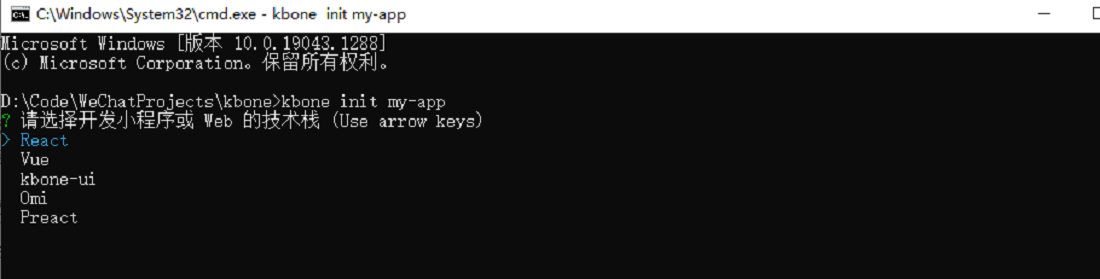 C:\Windows\System32\cmd.exe - kbone  init my-app
Microsoft Windows [版本 10.0.19043.1288]
(c) Microsoft Corporation。保留所有权利。
D:\Code\WeChatProjects\kbone>kbone init my-app
? 请选择开发小程序或 Web 的技术栈 (Use arrow keys)
> React
Vue
kbone-ui
Omi
Preact